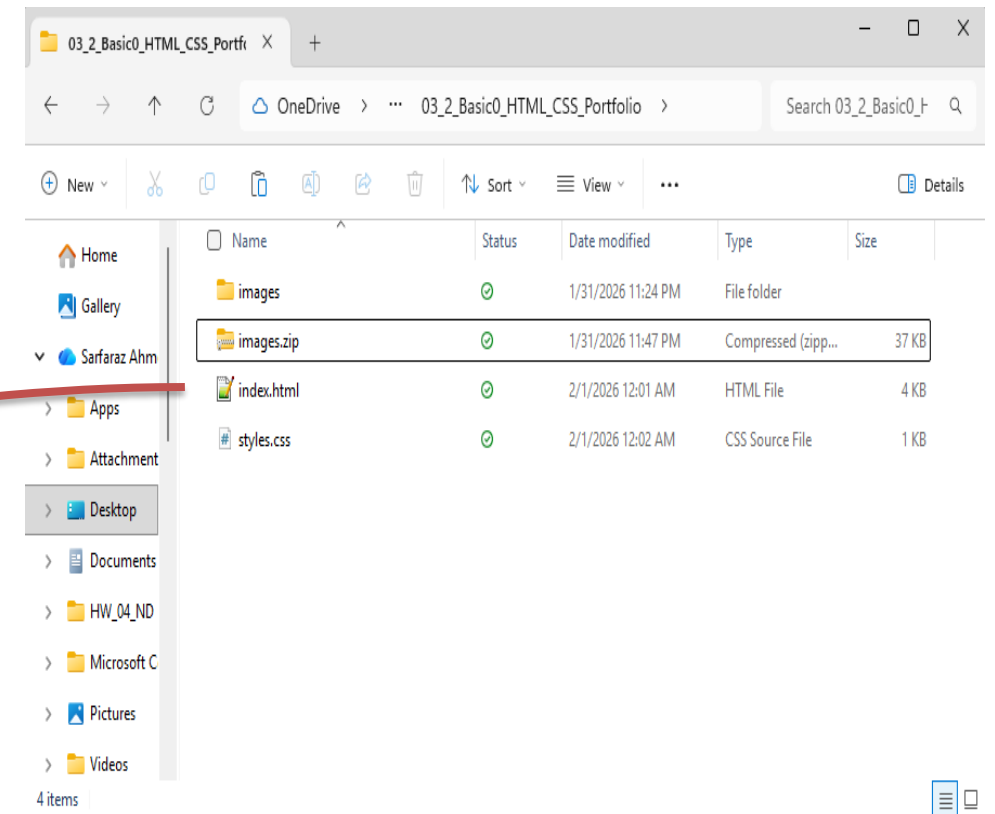 03_2_Basic0_HTML_CSS_Portfo
OneDrive > ··· 03_2_Basic0_HTML_CSS_Portfolio > Search 03_2_Basic0_H
New Sort View ··· Details
Name Status Date modified Type Size
Home
Gallery
Sarfaraz Ahm
Apps
Attachment
Desktop
Documents
HW_04_ND
Microsoft C
Pictures
Videos
images 1/31/2026 11:24 PM File folder
images.zip 1/31/2026 11:47 PM Compressed (zipp... 37 KB
index.html 2/1/2026 12:01 AM HTML File 4 KB
styles.css 2/1/2026 12:02 AM CSS Source File 1 KB
4 items